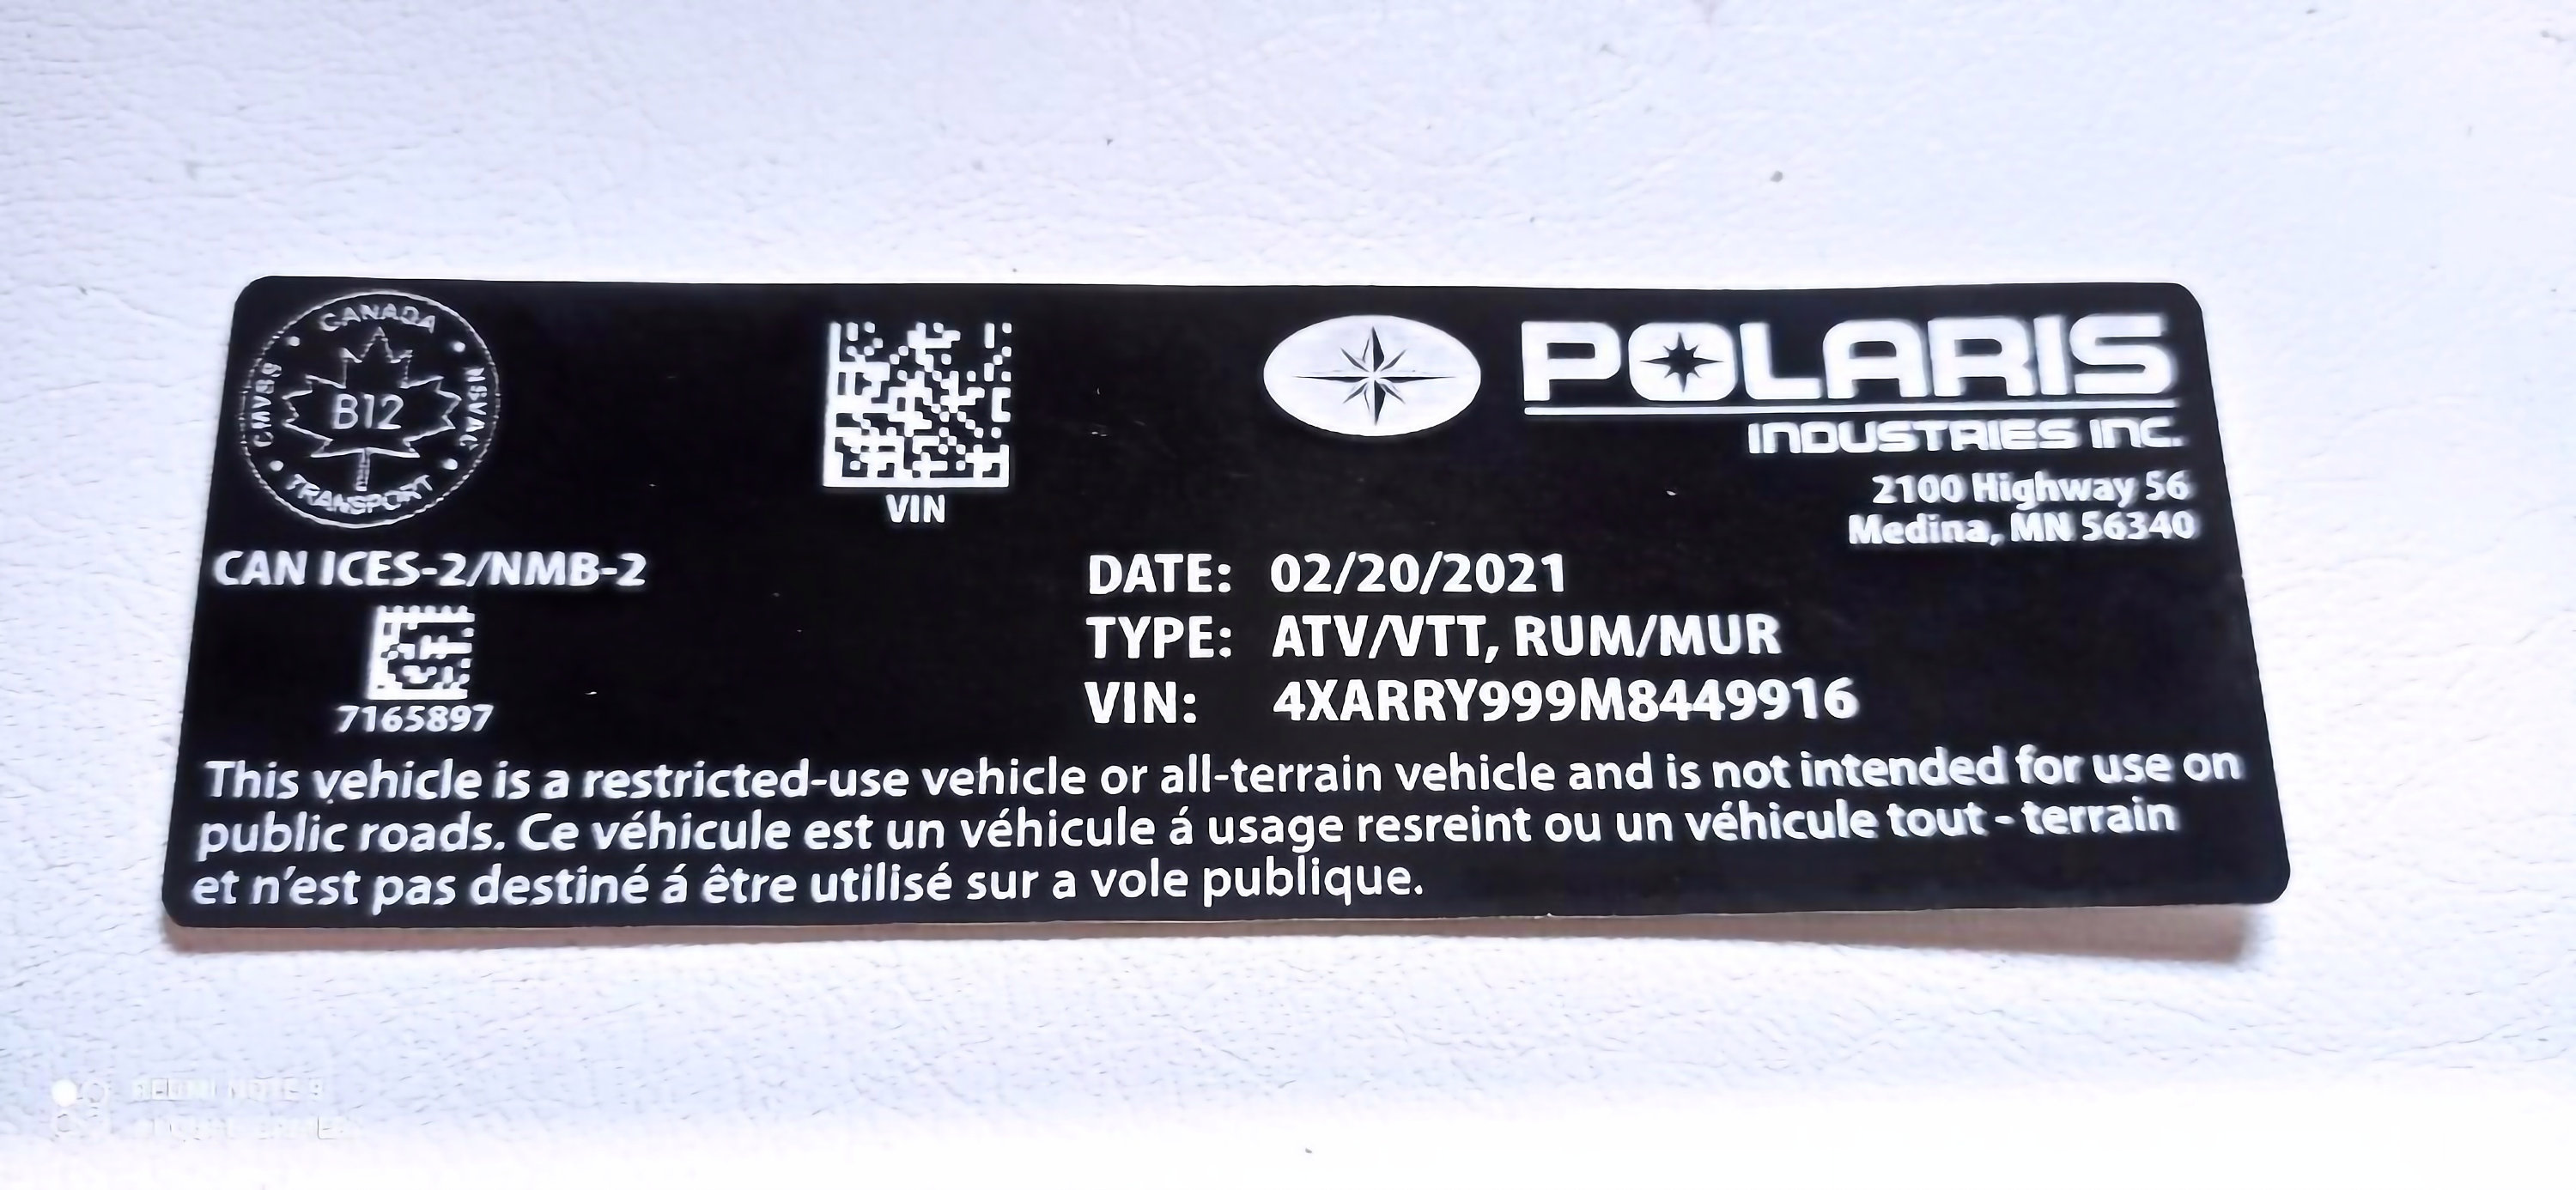 CANADA
CMVSS
NSVAC
B12
TRANSPORT
VIN
POLARIS
INDUSTRIES INC.
2100 Highway 56
Medina, MN 56340
CAN ICES-2/NMB-2
7165897
DATE: 02/20/2021
TYPE: ATV/VTT, RUM/MUR
VIN: 4XARRY999M8449916
This vehicle is a restricted-use vehicle or all-terrain vehicle and is not intended for use on
public roads. Ce véhicule est un véhicule á usage resreint ou un véhicule tout - terrain
et n'est pas destiné á être utilisé sur a vole publique.
REDMI NOTE 9